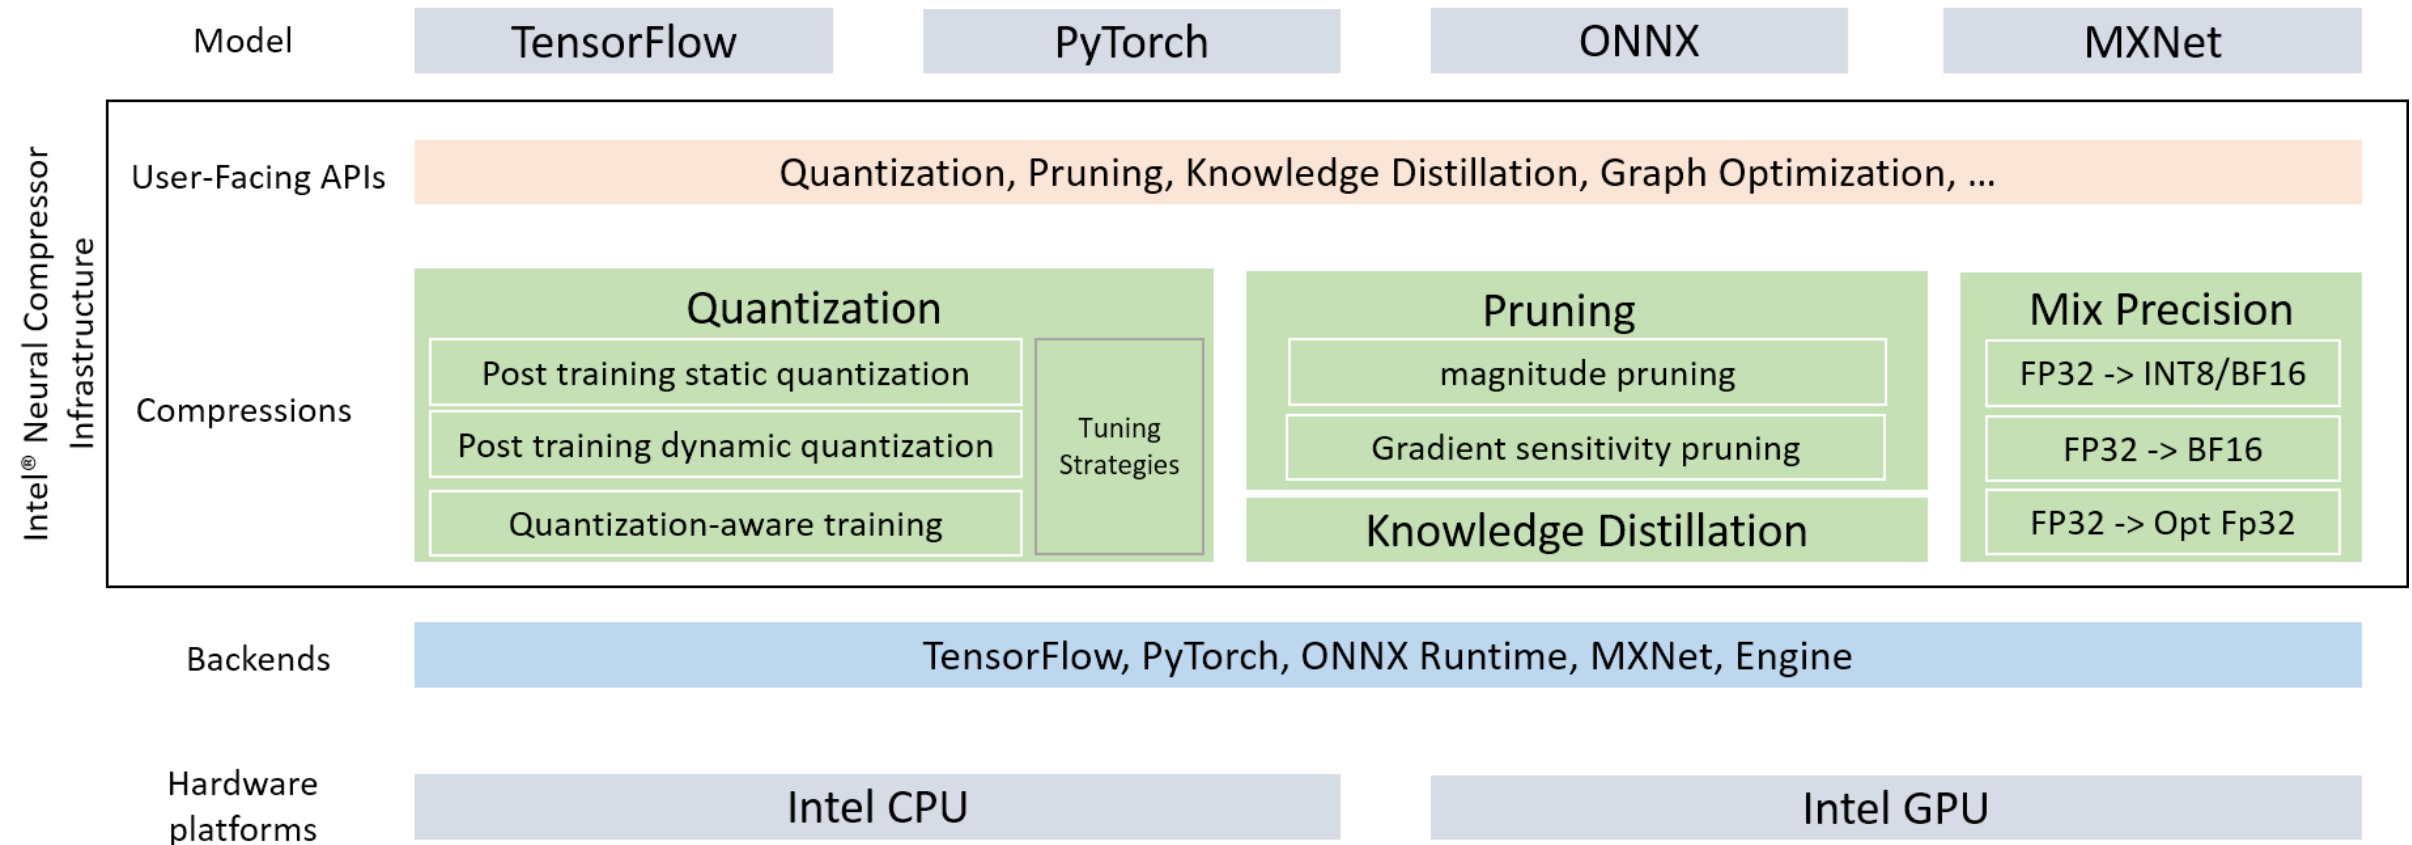 Model
TensorFlow
PyTorch
ONNX
MXNet
Intel® Neural Compressor
Infrastructure
User-Facing APIs
Quantization, Pruning, Knowledge Distillation, Graph Optimization, ...
Compressions
Quantization
Post training static quantization
Post training dynamic quantization
Quantization-aware training
Tuning
Strategies
Pruning
magnitude pruning
Gradient sensitivity pruning
Knowledge Distillation
Mix Precision
FP32 -> INT8/BF16
FP32 -> BF16
FP32 -> Opt Fp32
Backends
TensorFlow, PyTorch, ONNX Runtime, MXNet, Engine
Hardware
platforms
Intel CPU
Intel GPU